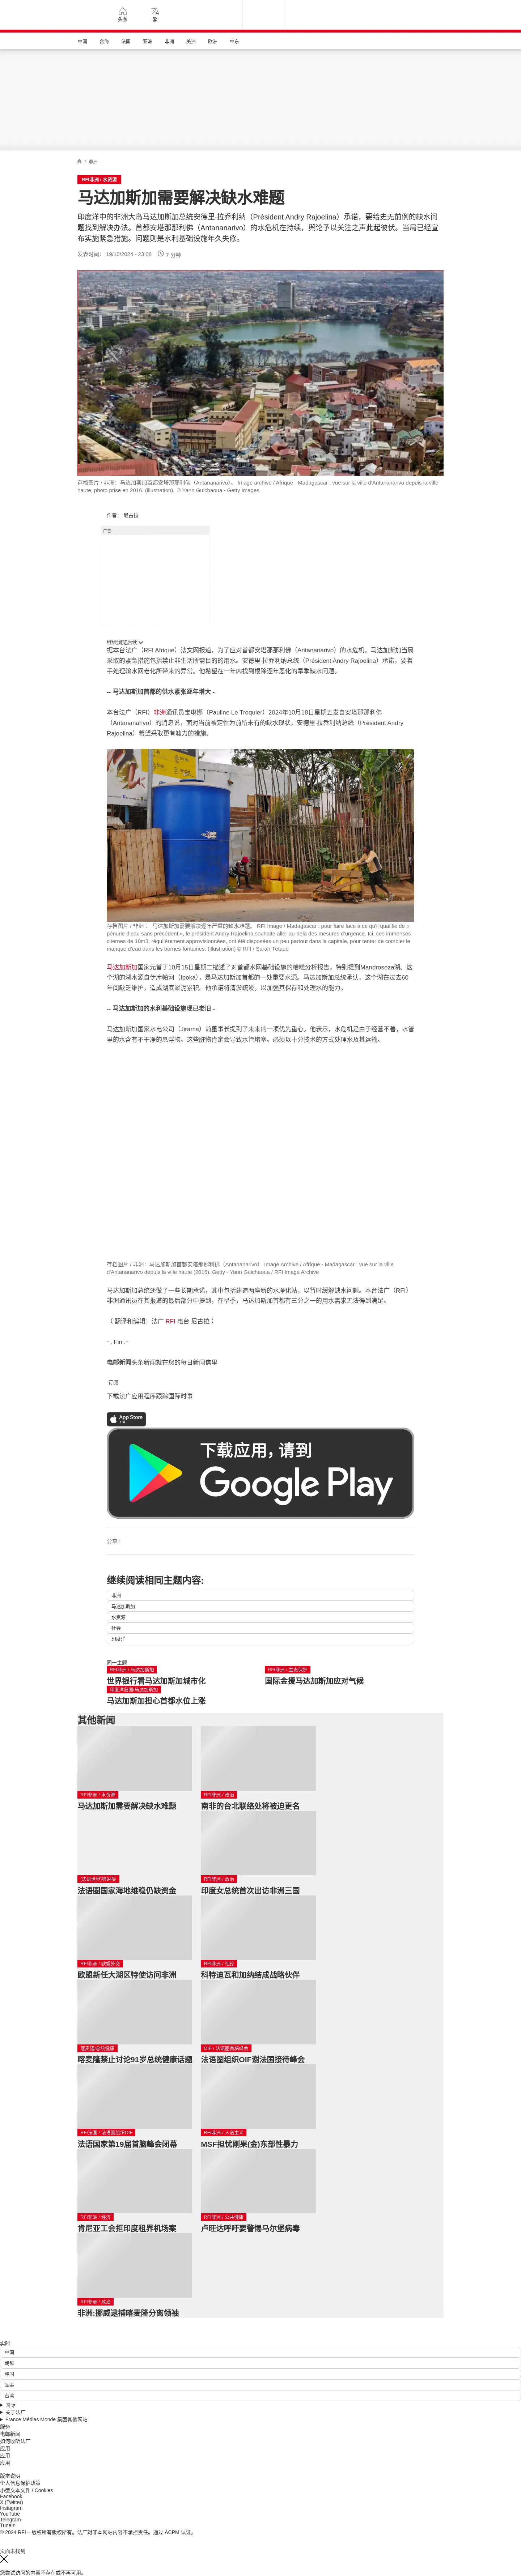 头条
繁
中国
台海
法国
亚洲
非洲
美洲
欧洲
中东
/ 非洲
RFI非洲 / 水资源
马达加斯加需要解决缺水难题
印度洋中的非洲大岛马达加斯加总统安德里·拉乔利纳（Président Andry Rajoelina）承诺，要给史无前例的缺水问
题找到解决办法。首都安塔那那利佛（Antananarivo）的水危机在持续，舆论予以关注之声此起彼伏。当局已经宣
布实施紧急措施。问题则是水利基础设施年久失修。
发表时间： 19/10/2024 - 23:08 7 分钟
存档图片 / 非洲：马达加斯加首都安塔那那利佛（Antananarivo）。 Image archive / Afrique - Madagascar : vue sur la ville d'Antananarivo depuis la ville
haute, photo prise en 2016. (illustration). © Yann Guichaoua - Getty Images
作者： 尼古拉
广告
继续浏览后续
据本台法广（RFI Afrique）法文网报道，为了应对首都安塔那那利佛（Antananarivo）的水危机，马达加斯加当局
采取的紧急措施包括禁止非生活所需目的的用水。安德里·拉乔利纳总统（Président Andry Rajoelina）承诺，要着
手处理输水网老化所带来的异常。他希望在一年内找到根除逐年恶化的旱季缺水问题。
-- 马达加斯加首都的供水紧张逐年增大 -
本台法广（RFI）非洲通讯员宝琳娜（Pauline Le Troquier）2024年10月18日星期五发自安塔那那利佛
（Antananarivo）的消息说，面对当前被定性为前所未有的缺水现状，安德里·拉乔利纳总统（Président Andry
Rajoelina）希望采取更有魄力的措施。
存档图片 / 非洲 ： 马达加斯加需要解决逐年严重的缺水难题。 RFI Image / Madagascar : pour faire face à ce qu'il qualifie de «
pénurie d'eau sans précédent », le président Andry Rajoelina souhaite aller au-delà des mesures d'urgence. Ici, ces immenses
citernes de 10m3, régulièrement approvisionnées, ont été disposées un peu partout dans la capitale, pour tenter de combler le
manque d'eau dans les bornes-fontaines. (Illustration) © RFI / Sarah Tétaud
马达加斯加国家元首于10月15日星期二描述了对首都水网基础设施的糟糕分析报告，特别提到Mandroseza湖。这
个湖的湖水源自伊库帕河（Ipoka），是马达加斯加首都的一处重要水源。马达加斯加总统承认，这个湖在过去60
年间缺乏维护，造成湖底淤泥累积。他承诺将清淤疏浚，以加强其保存和处理水的能力。
-- 马达加斯加的水利基础设施现已老旧 -
马达加斯加国家水电公司（Jirama）前董事长提到了未来的一项优先重心。他表示，水危机是由于经营不善，水管
里的水含有不干净的悬浮物。这些脏物肯定会导致水管堵塞。必须以十分技术的方式处理水及其运输。
存档图片 / 非洲：马达加斯加首都安塔那那利佛（Antananarivo） Image Archive / Afrique - Madagascar : vue sur la ville
d'Antananarivo depuis la ville haute (2016). Getty - Yann Guichaoua / RFI Image Archive
马达加斯加总统还做了一些长期承诺，其中包括建造两座新的水净化站，以暂时缓解缺水问题。本台法广（RFI）
非洲通讯员在其报道的最后部分中提到，在旱季，马达加斯加首都有三分之一的用水需求无法得到满足。
（ 翻译和编辑：法广 RFI 电台 尼古拉 ）
~. Fin .~
电邮新闻头条新闻就在您的每日新闻信里
订阅
下载法广应用程序跟踪国际时事
App Store
下载应用，请到
Google Play
分享 :
继续阅读相同主题内容:
非洲
马达加斯加
水资源
社会
印度洋
同一主题
RFI非洲 / 马达加斯加
世界银行看马达加斯加城市化
RFI非洲 / 生态保护
国际金援马达加斯加应对气候
印度洋岛国/马达加斯加
马达加斯加担心首都水位上涨
其他新闻
RFI非洲 / 水资源
马达加斯加需要解决缺水难题
RFI非洲 / 政治
南非的台北联络处将被迫更名
[法语世界]第94集
法语圈国家海地维稳仍缺资金
RFI非洲 / 政治
印度女总统首次出访非洲三国
RFI非洲 / 欧盟外交
欧盟新任大湖区特使访问非洲
RFI非洲 / 社经
科特迪瓦和加纳结成战略伙伴
喀麦隆/总统健康
喀麦隆禁止讨论91岁总统健康话题
OIF / 法语圈首脑峰会
法语圈组织OIF谢法国接待峰会
RFI法国 / 法语圈组织OIF
法语国家第19届首脑峰会闭幕
RFI非洲 / 人道主义
MSF担忧刚果(金)东部性暴力
RFI非洲 / 经济
肯尼亚工会拒印度租界机场案
RFI非洲 / 公共健康
卢旺达呼吁要警惕马尔堡病毒
RFI非洲 / 政治
非洲:挪威逮捕喀麦隆分离领袖
实时
中国
朝鲜
韩国
军事
台湾
国际
关于法广
France Médias Monde 集团其他网站
服务
电邮新闻
如何收听法广
应用
应用
应用
版本说明
个人信息保护政策
小型文本文件 / Cookies
Facebook
X (Twitter)
Instagram
YouTube
Telegram
TuneIn
© 2024 RFI – 版权所有版权所有。法广对非本网站内容不承担责任。通过 ACPM 认证。
页面未找到
您尝试访问的内容不存在或不再可用。